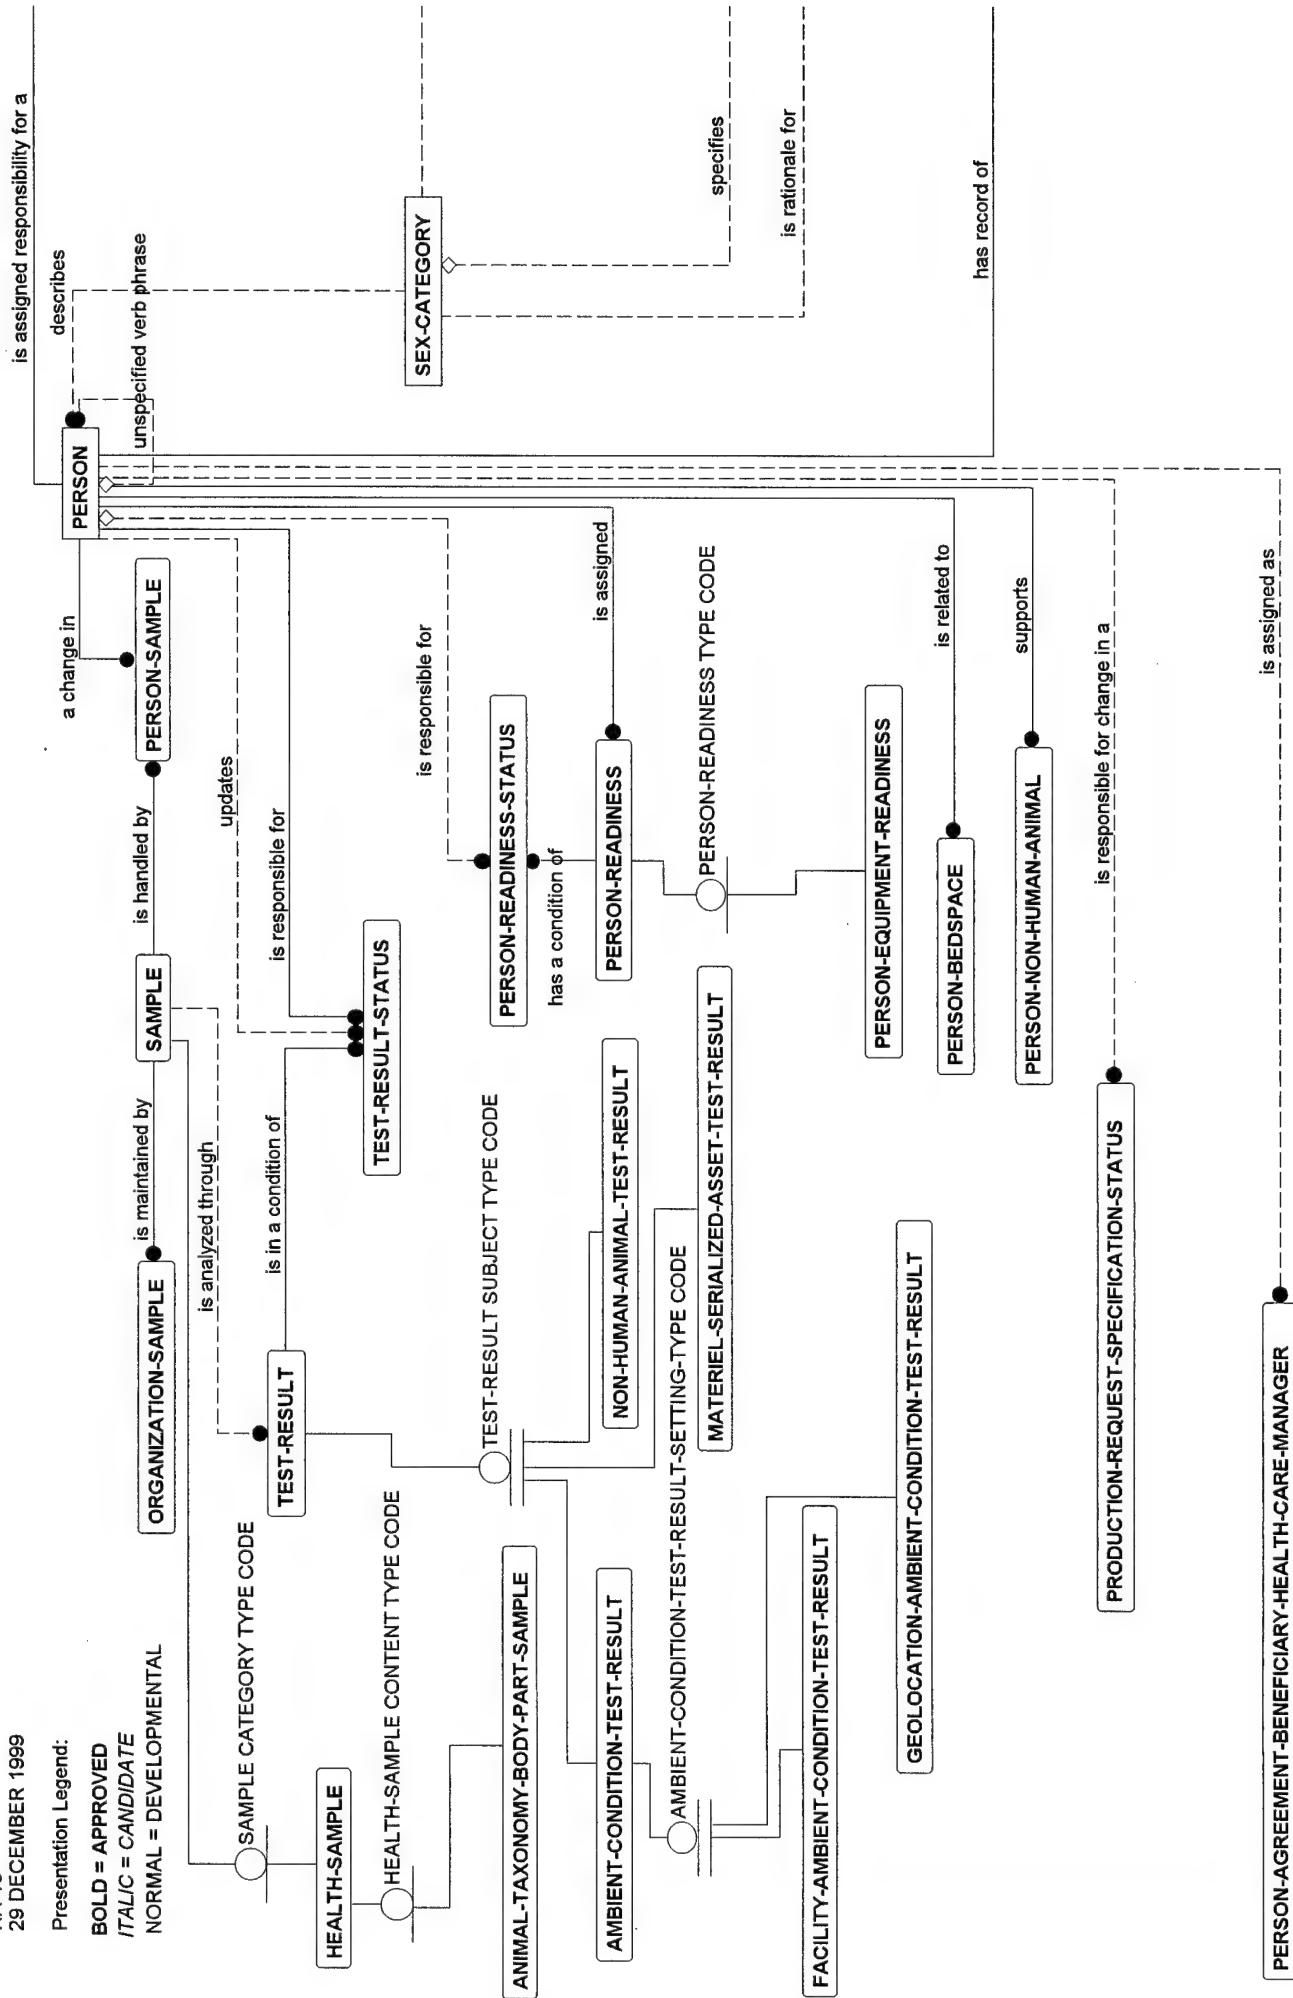 29 DECEMBER 1999
Presentation Legend:
BOLD = APPROVED
ITALIC = CANDIDATE
NORMAL = DEVELOPMENTAL
is assigned responsibility for a
describes
PERSON
unspecified verb phrase
a change in
PERSON-SAMPLE
is handled by
SAMPLE
is maintained by
ORGANIZATION-SAMPLE
is analyzed through
updates
is responsible for
TEST-RESULT
is in a condition of
TEST-RESULT-STATUS
SAMPLE CATEGORY TYPE CODE
HEALTH-SAMPLE
HEALTH-SAMPLE CONTENT TYPE CODE
ANIMAL-TAXONOMY-BODY-PART-SAMPLE
SEX-CATEGORY
specifies
is rationale for
has record of
is responsible for
PERSON-READINESS-STATUS
has a condition of
is assigned
PERSON-READINESS
PERSON-READINESS TYPE CODE
PERSON-EQUIPMENT-READINESS
TEST-RESULT SUBJECT TYPE CODE
NON-HUMAN-ANIMAL-TEST-RESULT
MATERIEL-SERIALIZED-ASSET-TEST-RESULT
AMBIENT-CONDITION-TEST-RESULT
AMBIENT-CONDITION-TEST-RESULT-SETTING-TYPE CODE
FACILITY-AMBIENT-CONDITION-TEST-RESULT
GEOLOCATION-AMBIENT-CONDITION-TEST-RESULT
is related to
PERSON-BEDSPACE
supports
PERSON-NON-HUMAN-ANIMAL
is responsible for change in a
PRODUCTION-REQUEST-SPECIFICATION-STATUS
is assigned as
PERSON-AGREEMENT-BENEFICIARY-HEALTH-CARE-MANAGER